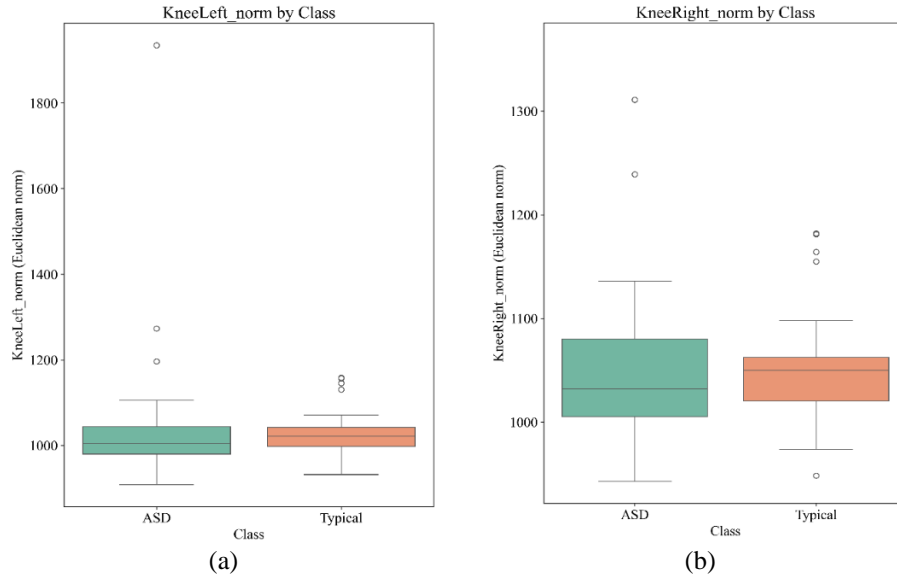 KneeLeft_norm by Class
KneeLeft_norm (Euclidean norm)
1800
1600
1400
1200
1000
ASD
Typical
Class
(a)
KneeRight_norm by Class
KneeRight_norm (Euclidean norm)
1300
1200
1100
1000
ASD
Typical
Class
(b)